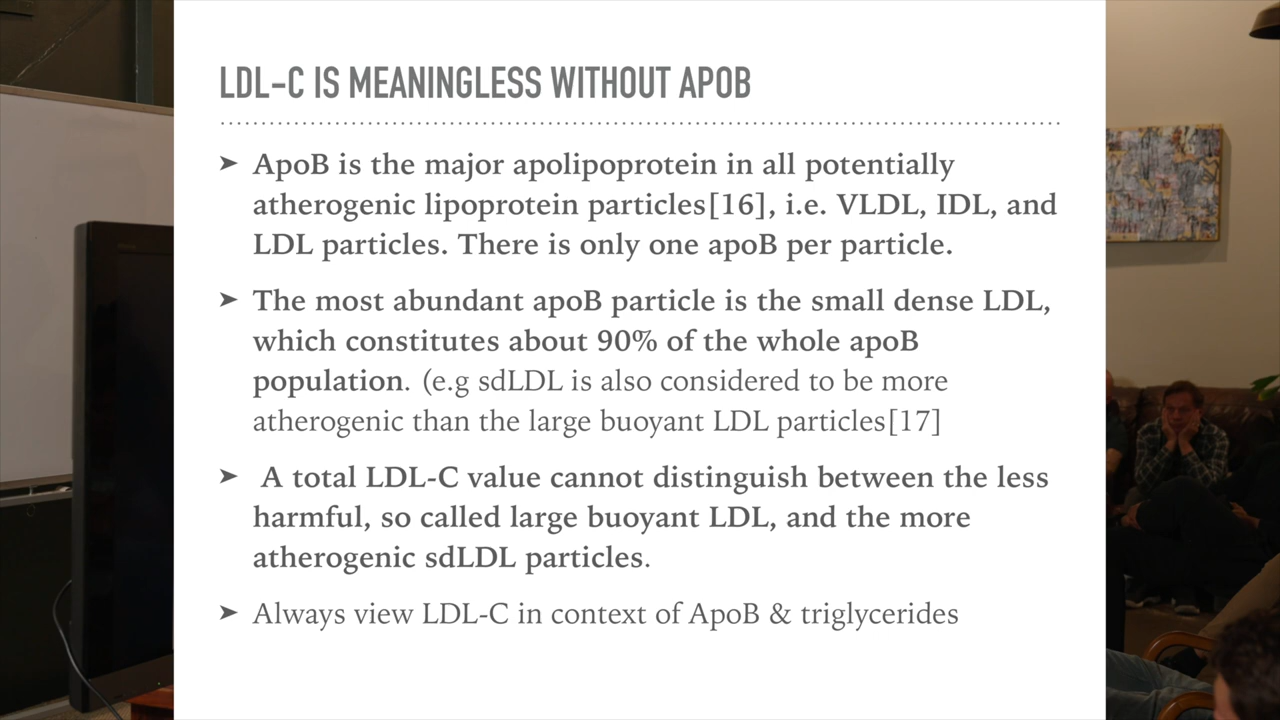 LDL-C IS MEANINGLESS WITHOUT APOB
➤ ApoB is the major apolipoprotein in all potentially
atherogenic lipoprotein particles[16], i.e. VLDL, IDL, and
LDL particles. There is only one apoB per particle.
➤ The most abundant apoB particle is the small dense LDL,
which constitutes about 90% of the whole apoB
population. (e.g sdLDL is also considered to be more
atherogenic than the large buoyant LDL particles[17]
➤ A total LDL-C value cannot distinguish between the less
harmful, so called large buoyant LDL, and the more
atherogenic sdLDL particles.
➤ Always view LDL-C in context of ApoB & triglycerides